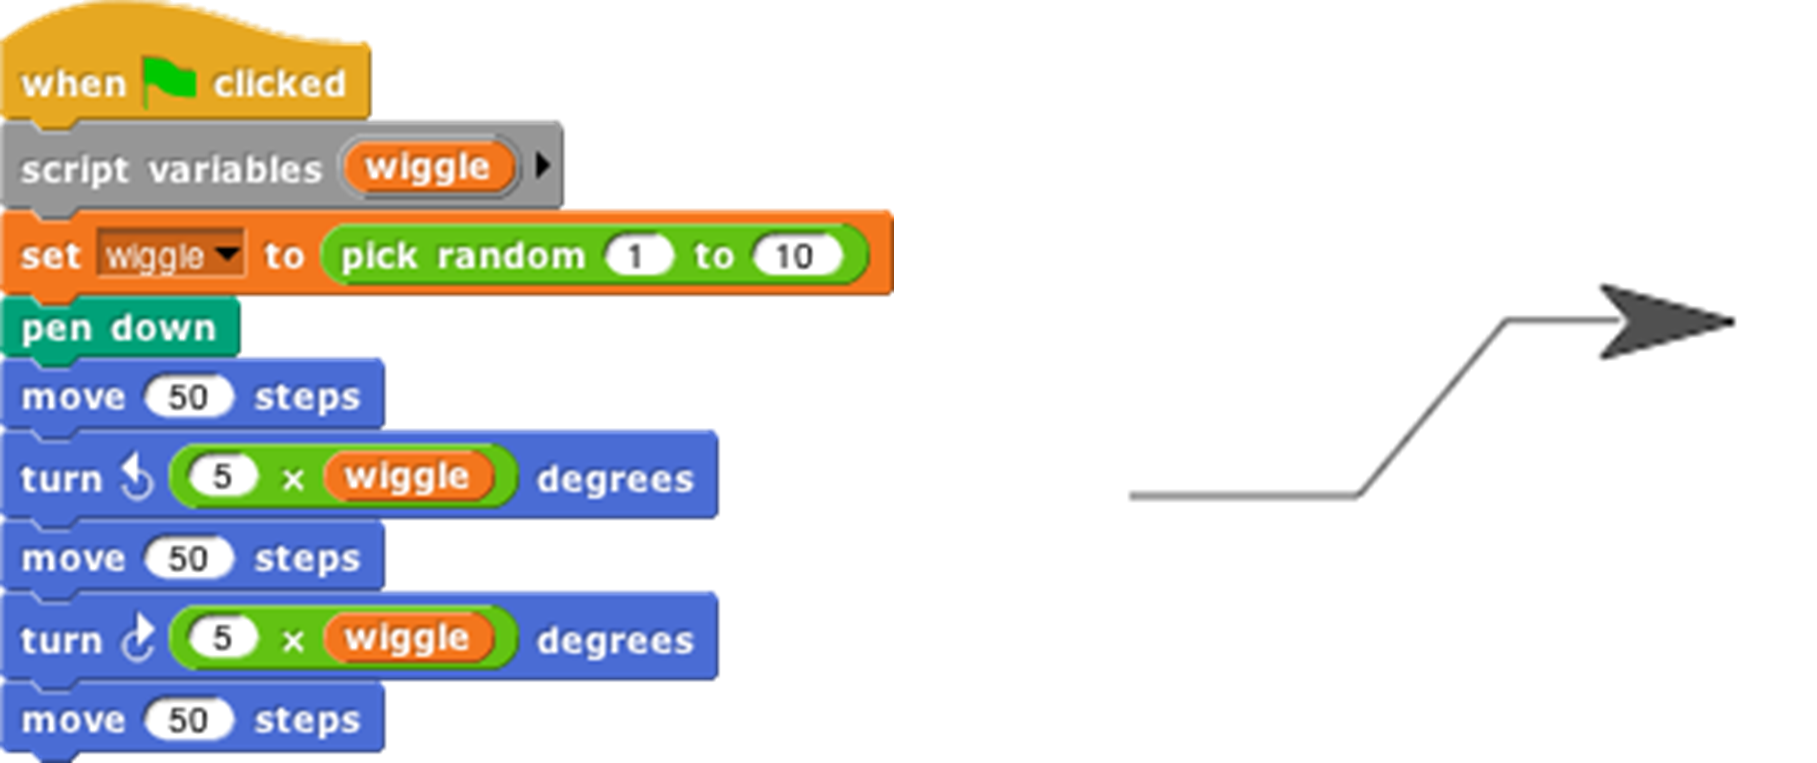 when clicked
script variables wiggle
set wiggle to pick random 1 to 10
pen down
move 50 steps
turn 5 × wiggle degrees
move 50 steps
turn 5 × wiggle degrees
move 50 steps